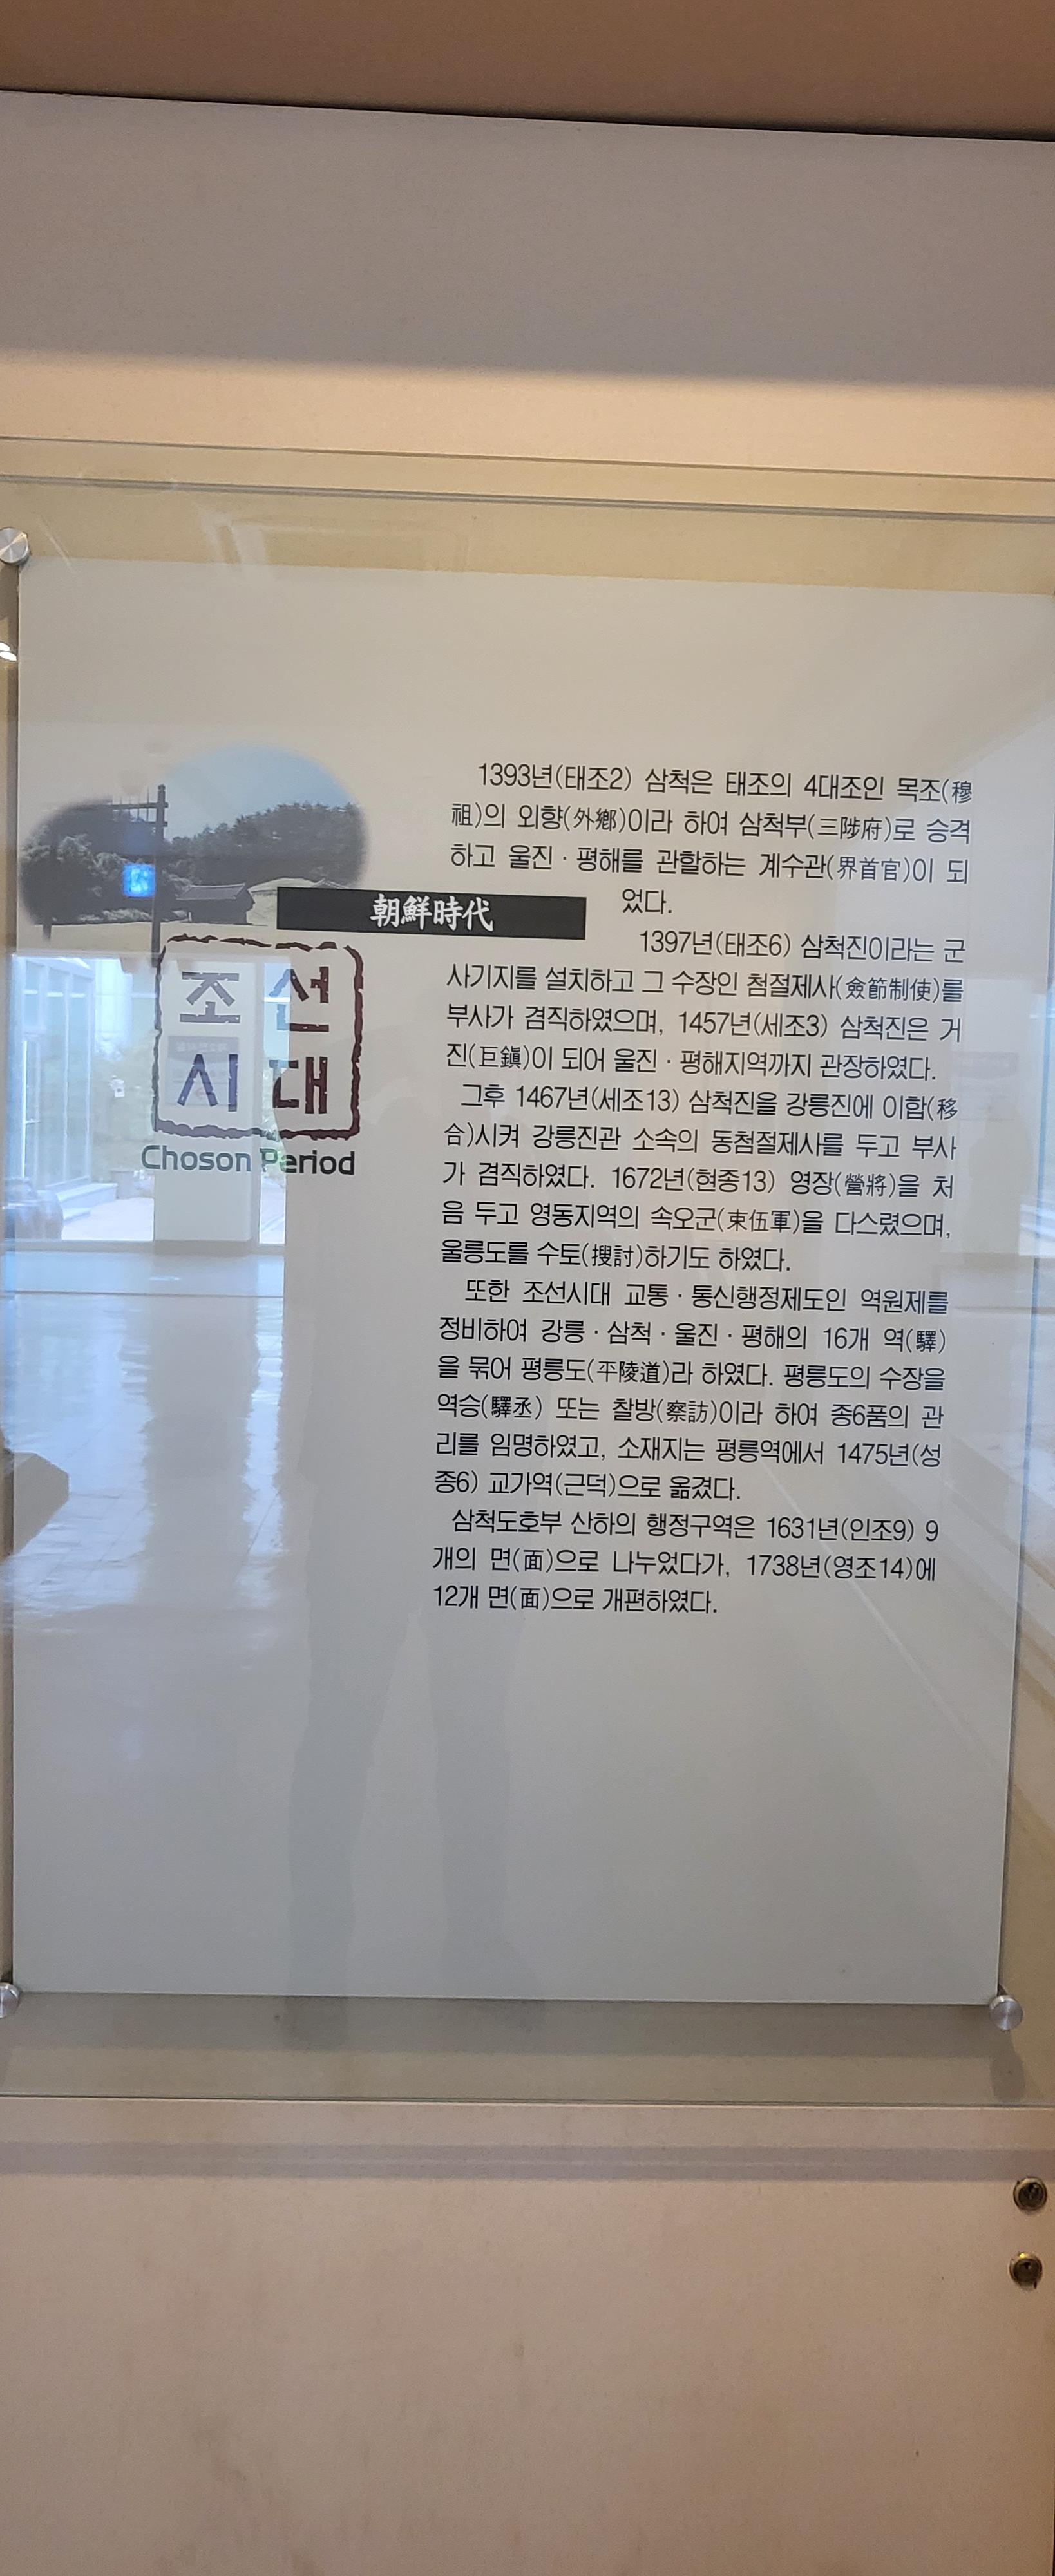 朝鮮時代
조선
시대
Choson Period
1393년(태조2) 삼척은 태조의 4대조인 목조(穆
祖)의 외향(外鄕)이라 하여 삼척부(三陟府)로 승격
하고 울진·평해를 관할하는 계수관(界首官)이 되
었다.
1397년(태조6) 삼척진이라는 군
사기지를 설치하고 그 수장인 첨절제사(僉節制使)를
부사가 겸직하였으며, 1457년(세조3) 삼척진은 거
진(巨鎭)이 되어 울진·평해지역까지 관장하였다.
그후 1467년(세조13) 삼척진을 강릉진에 이합(移
合)시켜 강릉진관 소속의 동첨절제사를 두고 부사
가 겸직하였다. 1672년(현종13) 영장(營將)을 처
음 두고 영동지역의 속오군(束伍軍)을 다스렸으며,
울릉도를 수토(搜討)하기도 하였다.
또한 조선시대 교통·통신행정제도인 역원제를
정비하여 강릉·삼척·울진·평해의 16개 역(驛)
을 묶어 평릉도(平陵道)라 하였다. 평릉도의 수장을
역승(驛丞) 또는 찰방(察訪)이라 하여 종6품의 관
리를 임명하였고, 소재지는 평릉역에서 1475년(성
종6) 교가역(근덕)으로 옮겼다.
삼척도호부 산하의 행정구역은 1631년(인조9) 9
개의 면(面)으로 나누었다가, 1738년(영조14)에
12개 면(面)으로 개편하였다.